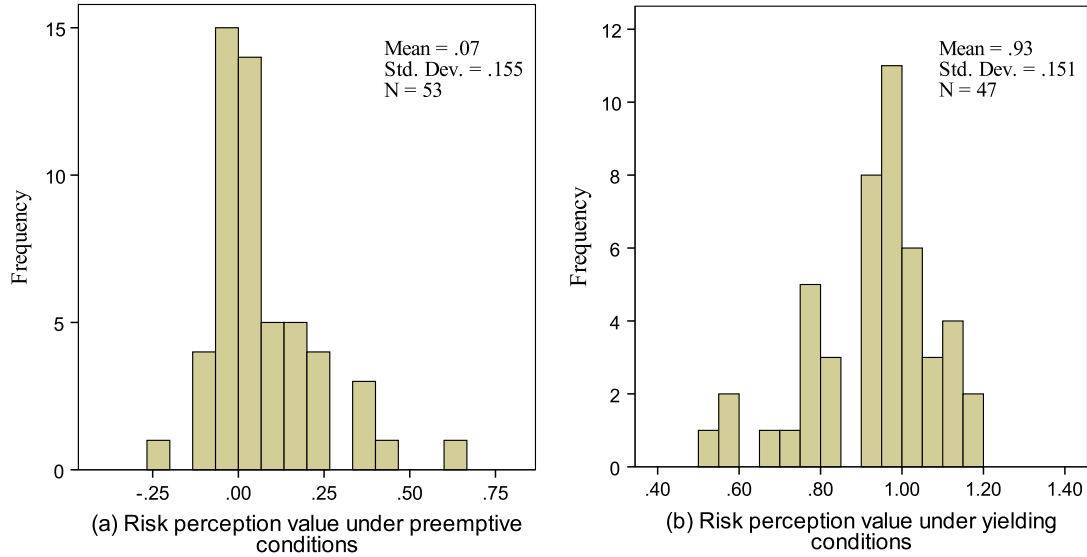 15
10
5
0
Frequency
Mean = .07
Std. Dev. = .155
N = 53
-.25
.00
.25
.50
.75
(a) Risk perception value under preemptive
conditions
12
10
8
6
4
2
0
Frequency
Mean = .93
Std. Dev. = .151
N = 47
.40
.60
.80
1.00
1.20
1.40
(b) Risk perception value under yielding
conditions